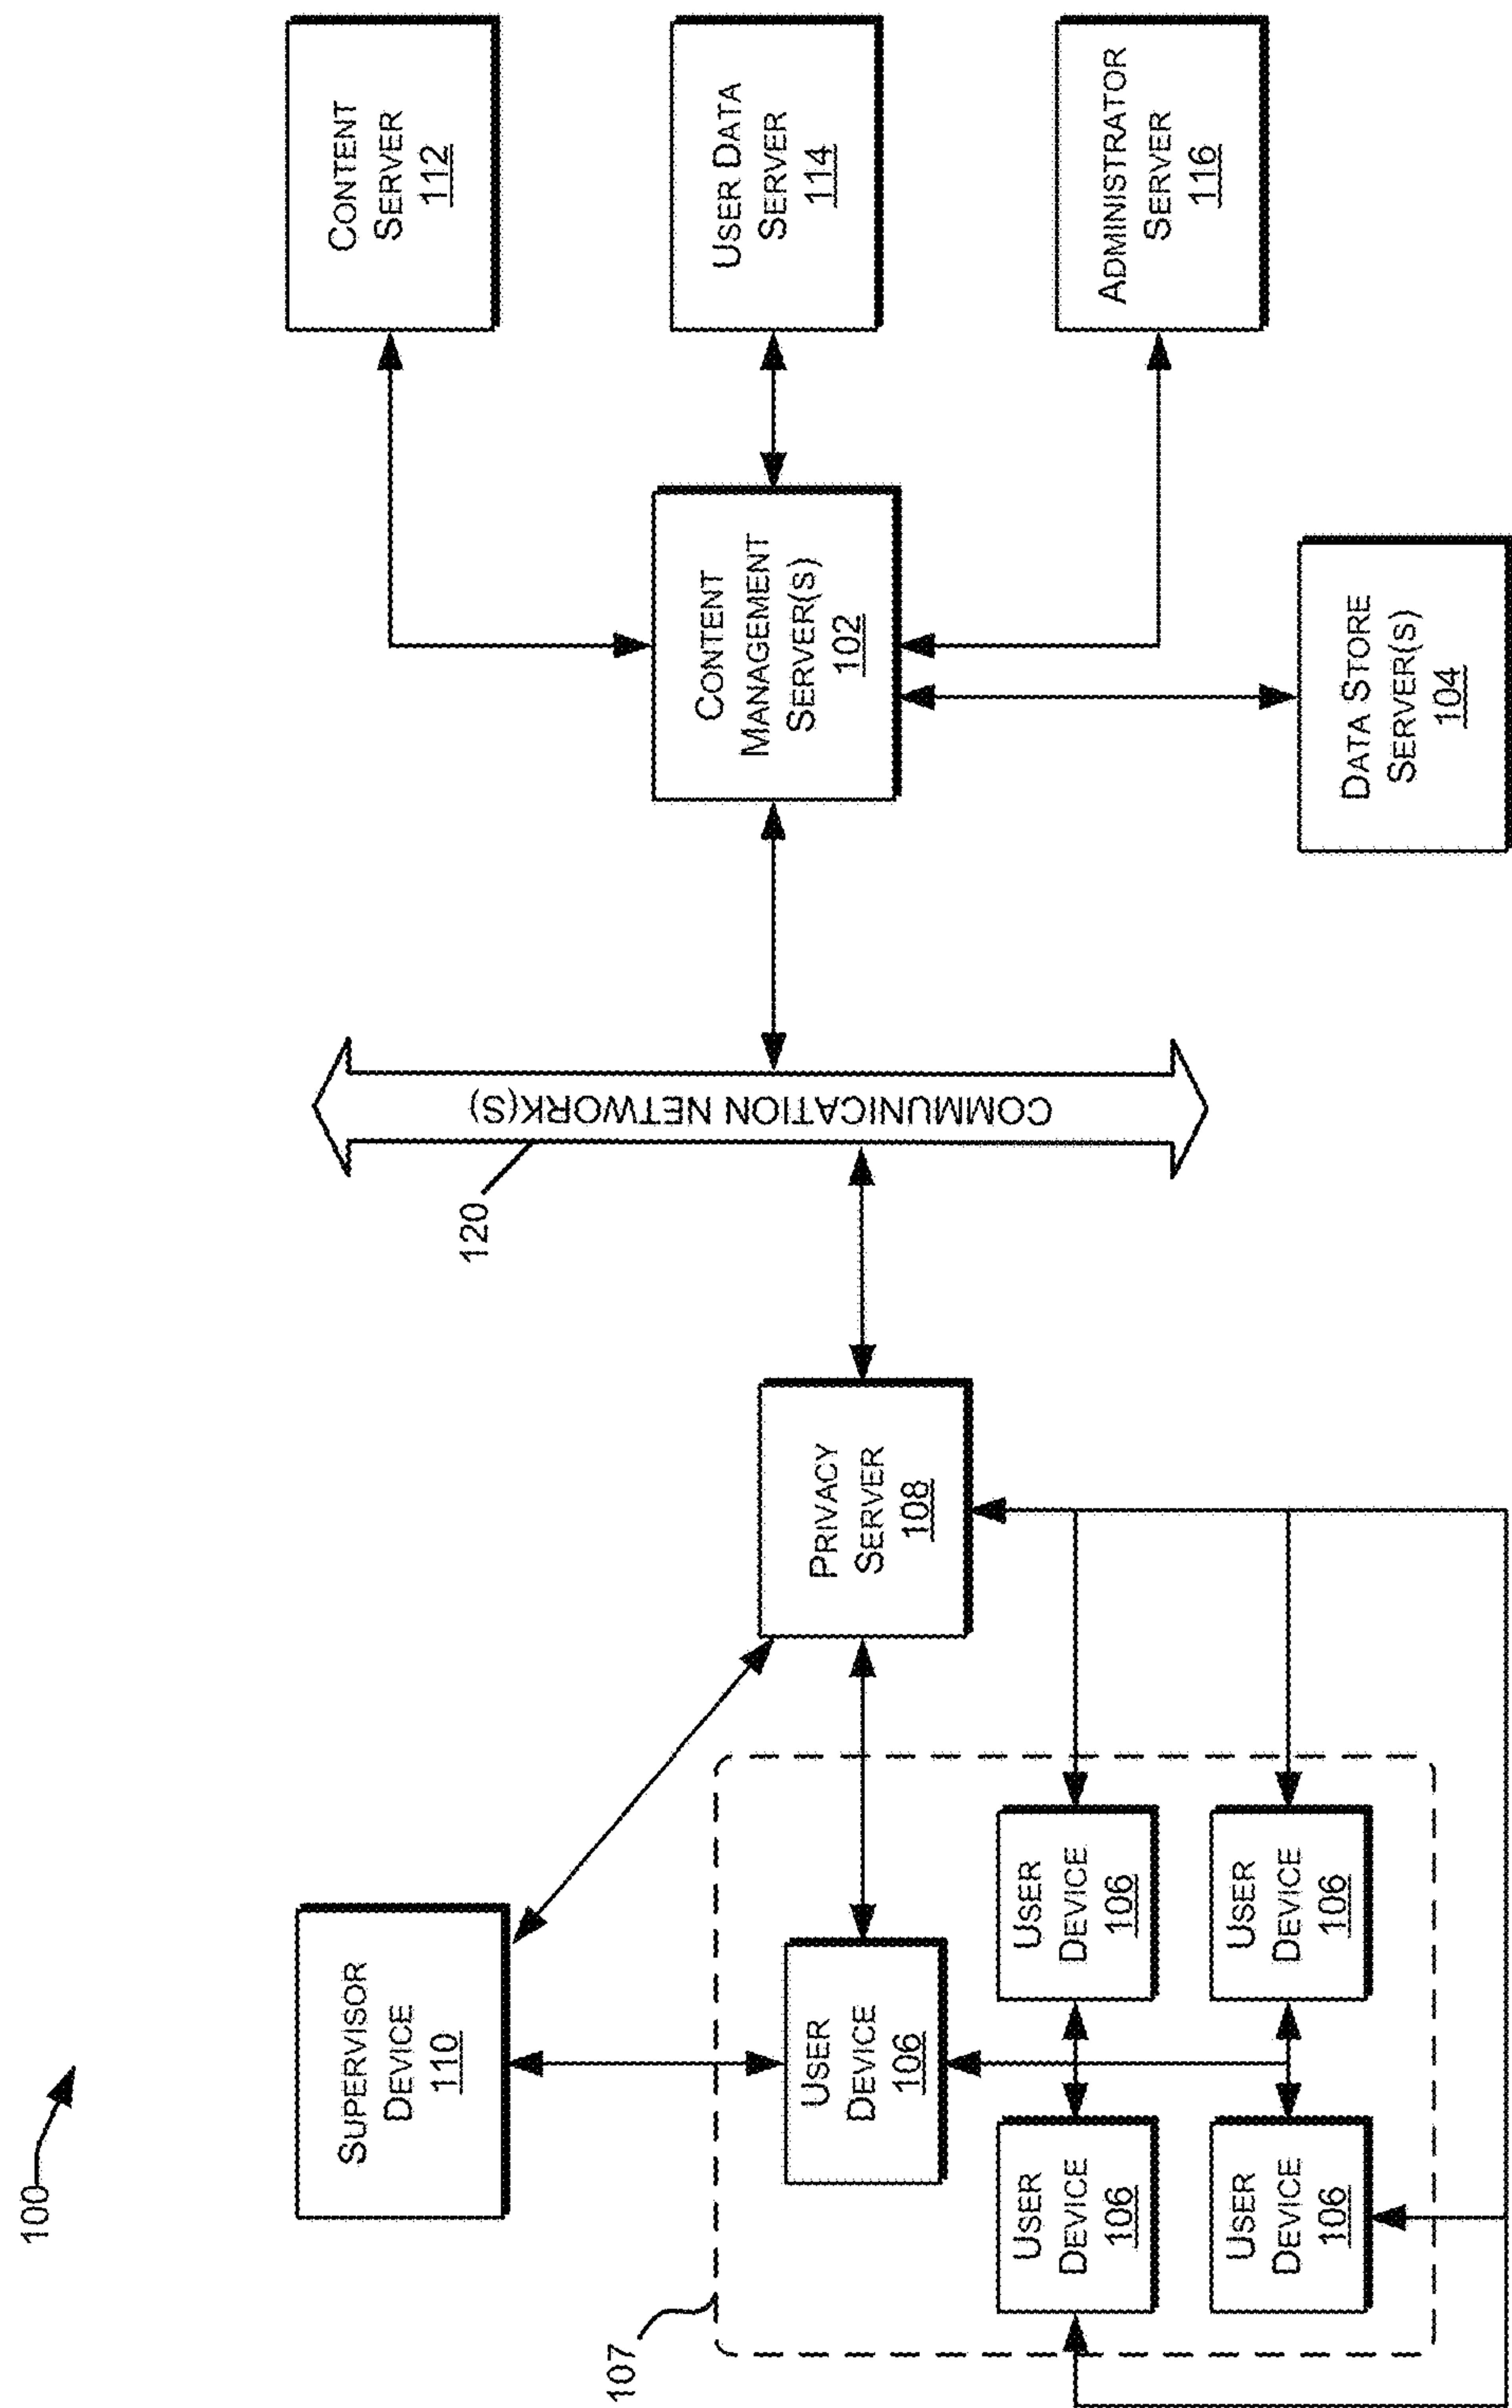 100
SUPERVISOR
DEVICE
110
107
USER
DEVICE
106
USER
DEVICE
106
USER
DEVICE
106
USER
DEVICE
106
USER
DEVICE
106
PRIVACY
SERVER
108
120
COMMUNICATION NETWORK(S)
CONTENT
MANAGEMENT
SERVER(S)
102
DATA STORE
SERVER(S)
104
CONTENT
SERVER
112
USER DATA
SERVER
114
ADMINISTRATOR
SERVER
116